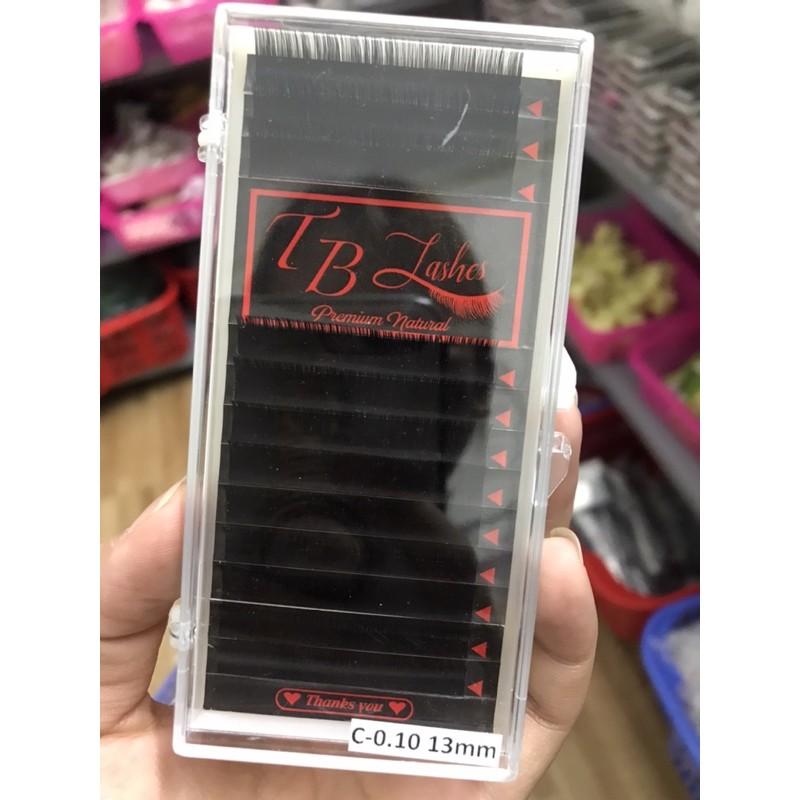 TB Lashes
Premium Natural
Thanks you
C-0.10 13mm